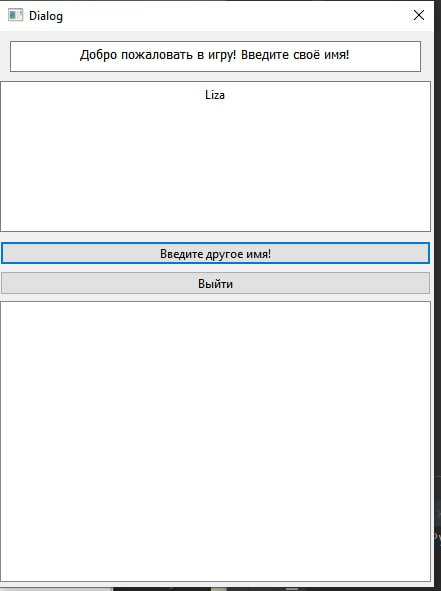 Dialog
Добро пожаловать в игру! Введите своё имя!
Liza
Введите другое имя!
Выйти